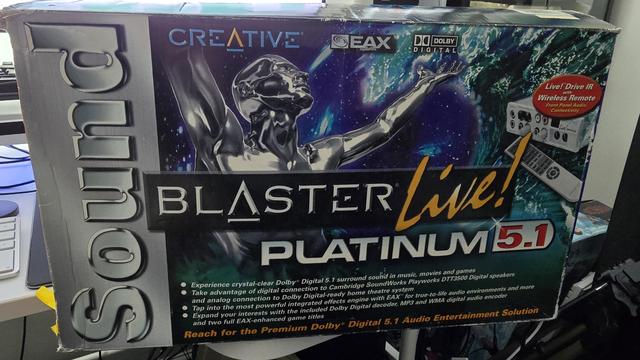 CREATIVE
EAX
DOLBY
DIGITAL
Live! Drive IR
with
Wireless Remote
Front Panel Audio
Connectivity
Sound
BLASTER Live!
PLATINUM 5.1
Experience crystal-clear Dolby® Digital 5.1 surround sound in music, movies and games
Take advantage of digital connection to Cambridge SoundWorks Playworks DTT3500 Digital speakers
and analog connection to Dolby Digital-ready home theatre system
Tap into the most powerful integrated effects engine with EAX™ for true-to-life audio environments and more
Expand your interests with the included Dolby Digital decoder, MP3 and WMA digital audio encoder
and two full EAX-enhanced game titles
Reach for the Premium Dolby® Digital 5.1 Audio Entertainment Solution